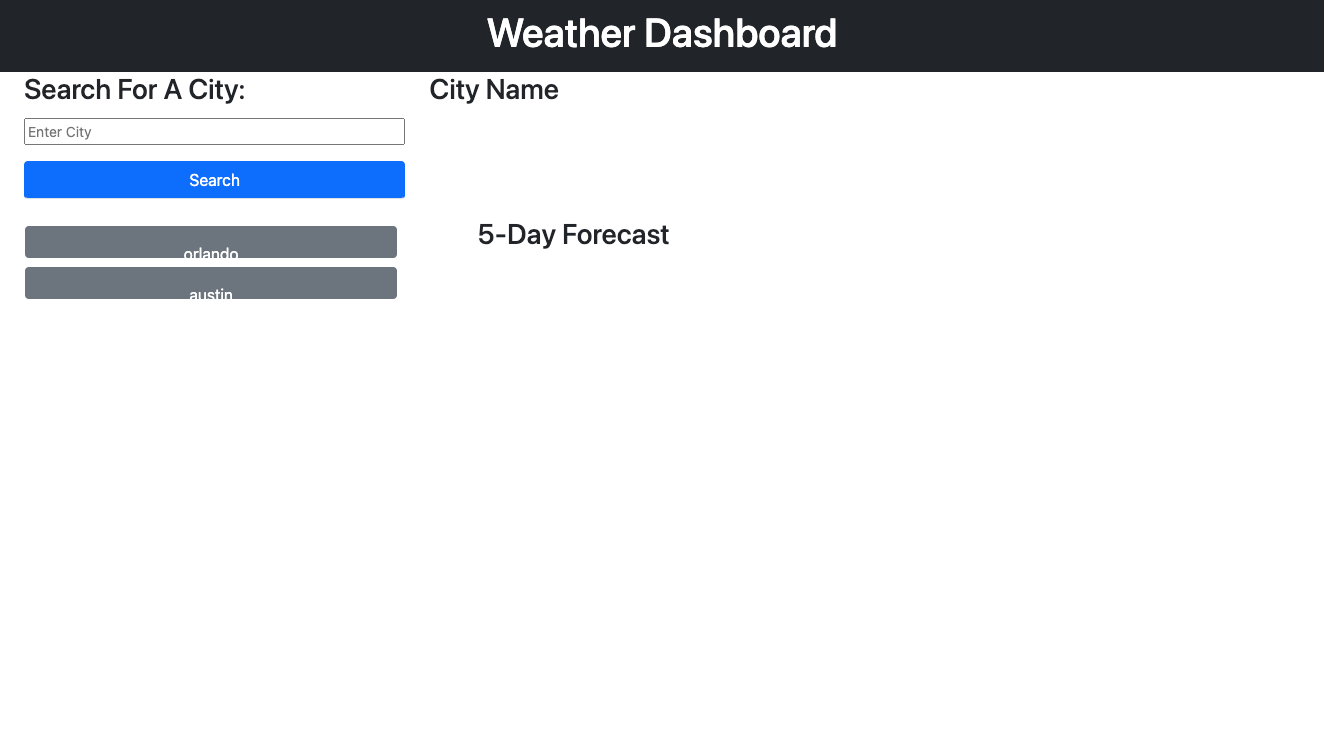 Weather Dashboard
Search For A City:
Enter City
Search
orlando
austin
City Name
5-Day Forecast